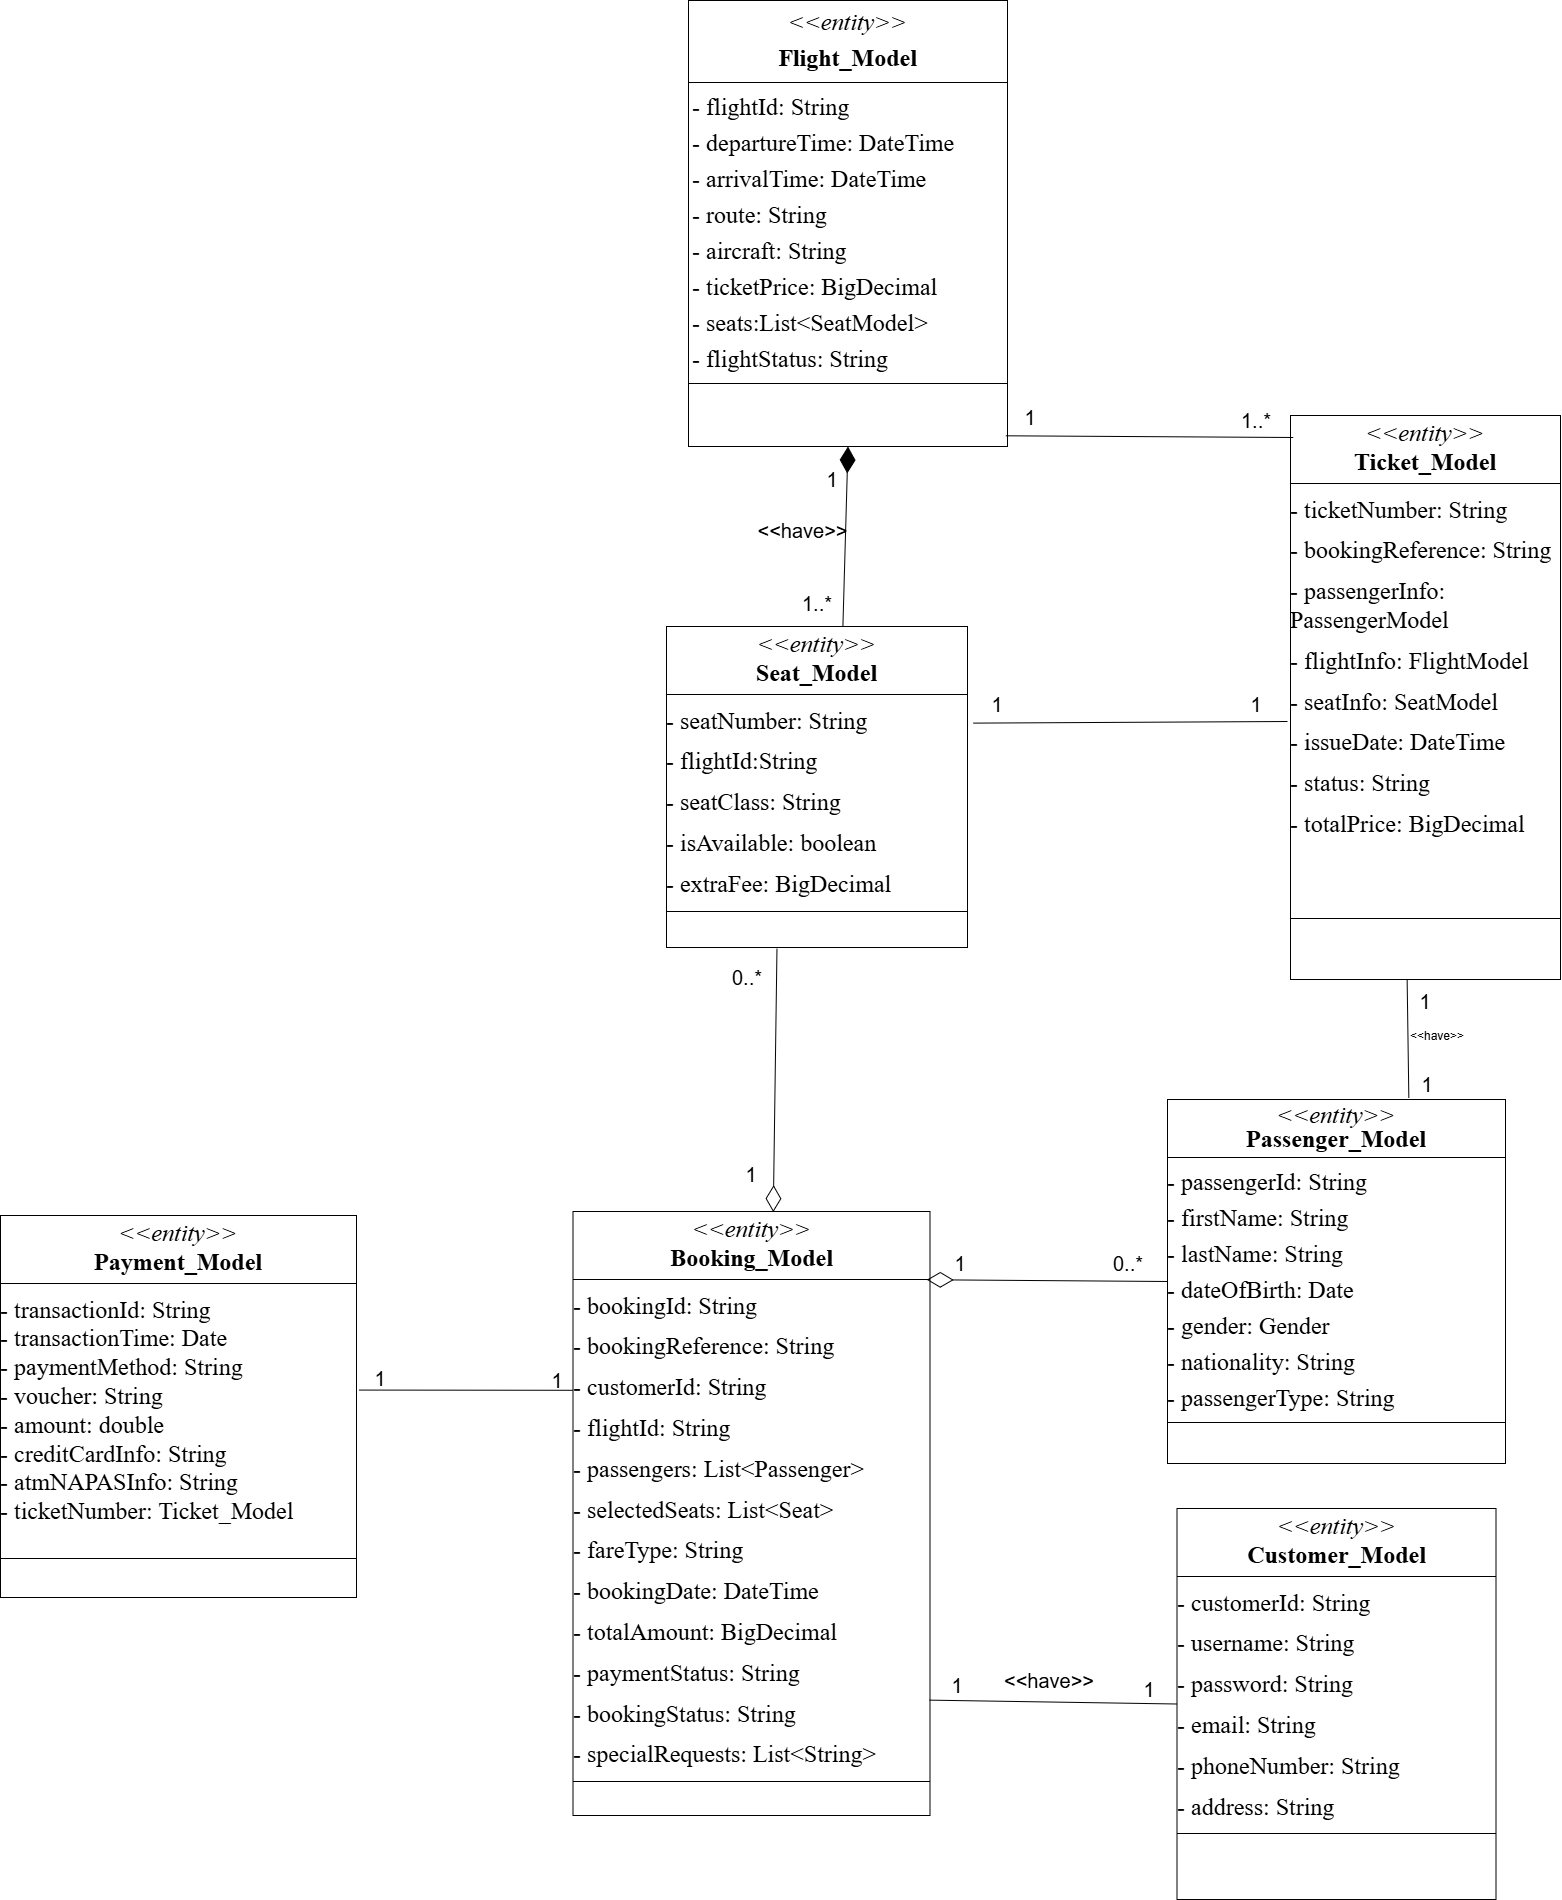 <<entity>>
Flight_Model
- flightId: String
- departureTime: DateTime
- arrivalTime: DateTime
- route: String
- aircraft: String
- ticketPrice: BigDecimal
- seats:List<SeatModel>
- flightStatus: String
1
1..*
1
<<have>>
1..*
<<entity>>
Ticket_Model
- ticketNumber: String
- bookingReference: String
- passengerInfo:
PassengerModel
- flightInfo: FlightModel
- seatInfo: SeatModel
- issueDate: DateTime
- status: String
- totalPrice: BigDecimal
<<entity>>
Seat_Model
- seatNumber: String
- flightId:String
- seatClass: String
- isAvailable: boolean
- extraFee: BigDecimal
1
1
0..*
1
1
<<have>>
1
<<entity>>
Passenger_Model
- passengerId: String
- firstName: String
- lastName: String
- dateOfBirth: Date
- gender: Gender
- nationality: String
- passengerType: String
<<entity>>
Payment_Model
- transactionId: String
- transactionTime: Date
- paymentMethod: String
- voucher: String
- amount: double
- creditCardInfo: String
- atmNAPASInfo: String
- ticketNumber: Ticket_Model
1
1
<<entity>>
Booking_Model
- bookingId: String
- bookingReference: String
- customerId: String
- flightId: String
- passengers: List<Passenger>
- selectedSeats: List<Seat>
- fareType: String
- bookingDate: DateTime
- totalAmount: BigDecimal
- paymentStatus: String
- bookingStatus: String
- specialRequests: List<String>
1
0..*
1
<<have>>
1
<<entity>>
Customer_Model
- customerId: String
- username: String
- password: String
- email: String
- phoneNumber: String
- address: String